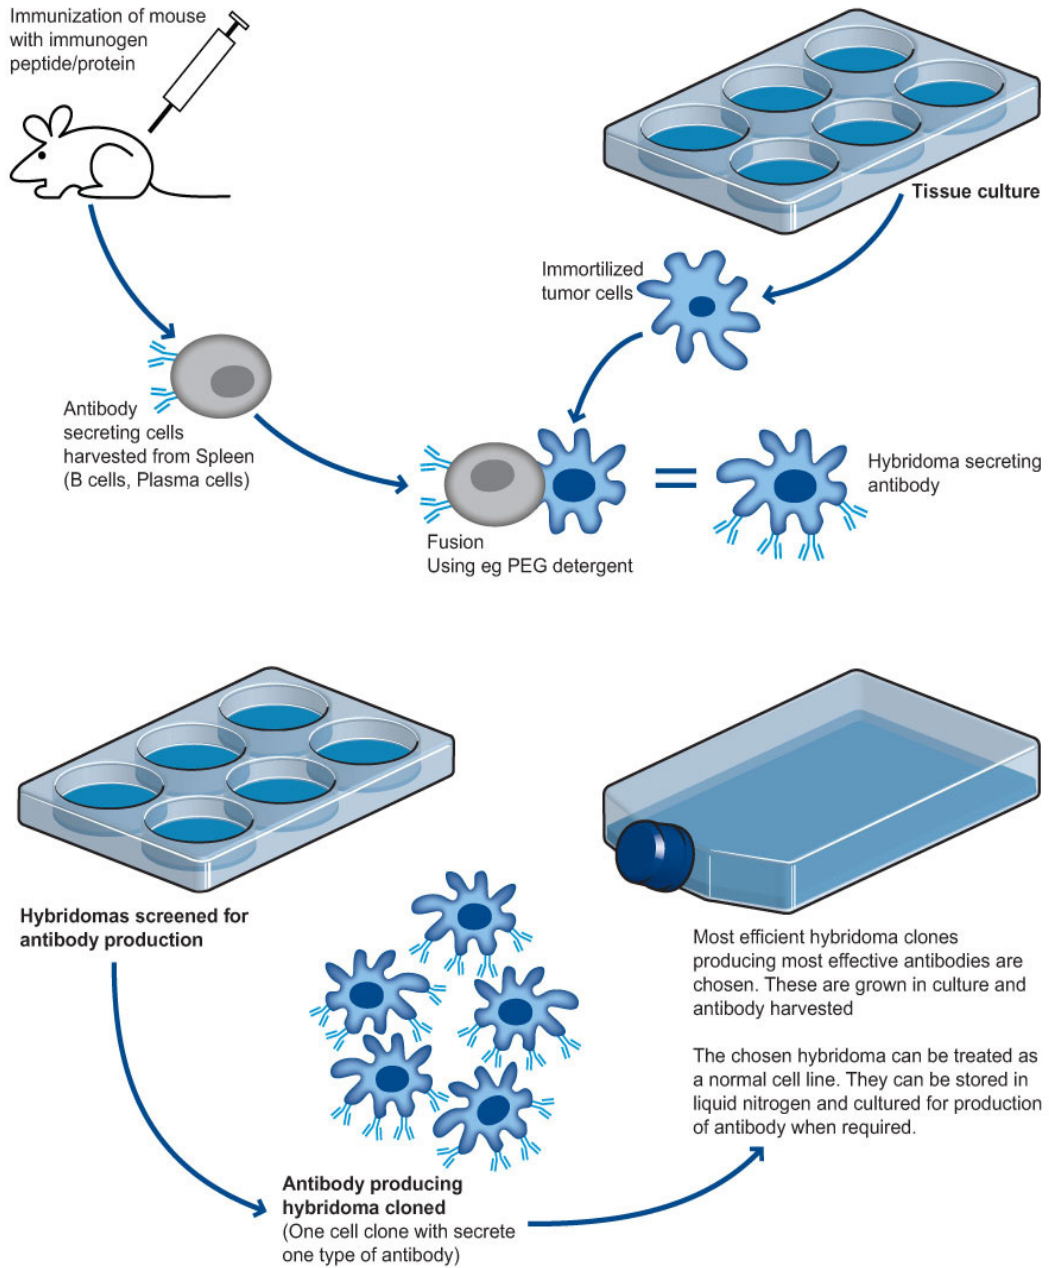 Immunization of mouse
with immunogen
peptide/protein
Tissue culture
Immortilized
tumor cells
Antibody
secreting cells
harvested from Spleen
(B cells, Plasma cells)
Fusion
Using eg PEG detergent
=
Hybridoma secreting
antibody
Hybridomas screened for
antibody production
Antibody producing
hybridoma cloned
(One cell clone with secrete
one type of antibody)
Most efficient hybridoma clones
producing most effective antibodies are
chosen. These are grown in culture and
antibody harvested
The chosen hybridoma can be treated as
a normal cell line. They can be stored in
liquid nitrogen and cultured for production
of antibody when required.